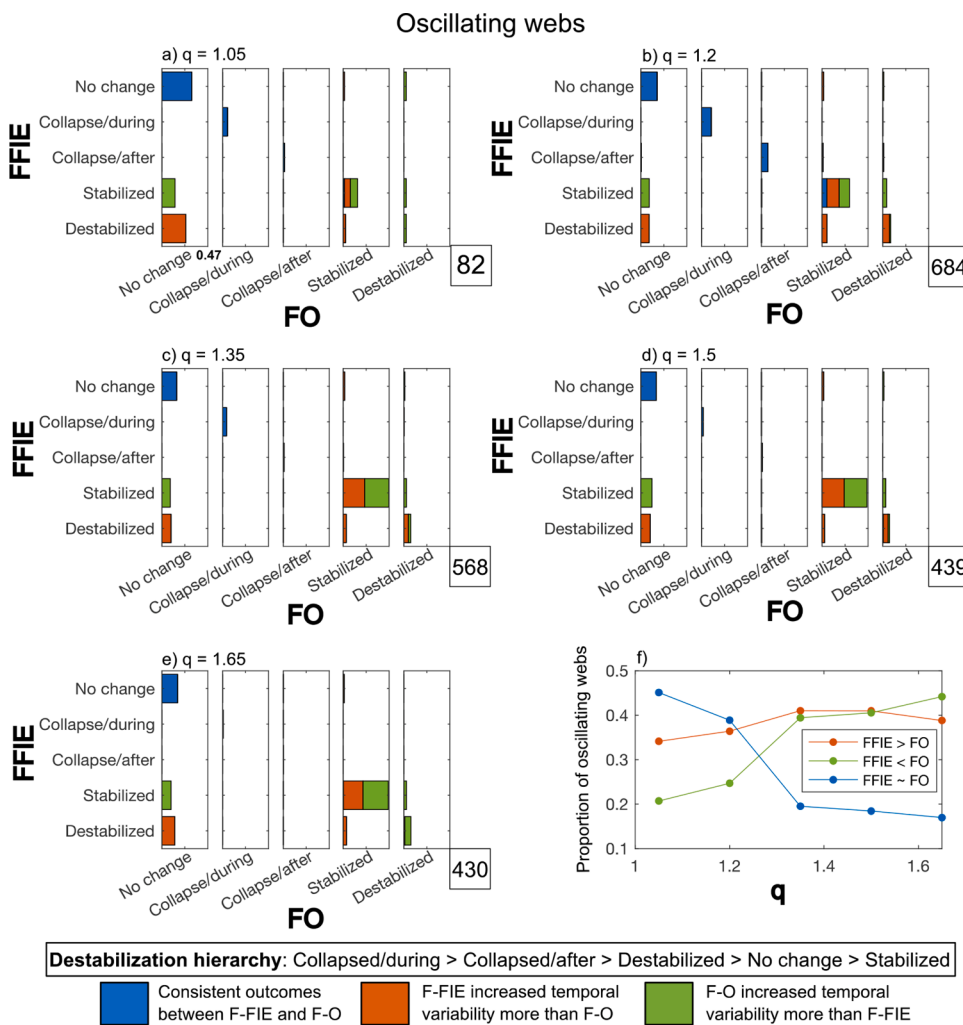 Oscillating webs
a) q = 1.05
FFIE
No change
Collapse/during
Collapse/after
Stabilized
Destabilized
0.47
No change
Collapse/during
Collapse/after
Stabilized
Destabilized
82
FO
b) q = 1.2
FFIE
No change
Collapse/during
Collapse/after
Stabilized
Destabilized
No change
Collapse/during
Collapse/after
Stabilized
Destabilized
684
FO
c) q = 1.35
FFIE
No change
Collapse/during
Collapse/after
Stabilized
Destabilized
No change
Collapse/during
Collapse/after
Stabilized
Destabilized
568
FO
d) q = 1.5
FFIE
No change
Collapse/during
Collapse/after
Stabilized
Destabilized
No change
Collapse/during
Collapse/after
Stabilized
Destabilized
439
FO
e) q = 1.65
FFIE
No change
Collapse/during
Collapse/after
Stabilized
Destabilized
No change
Collapse/during
Collapse/after
Stabilized
Destabilized
430
FO
f)
Proportion of oscillating webs
0.5
0.4
0.3
0.2
0.1
FFIE > FO
FFIE < FO
FFIE ~ FO
1
1.2
1.4
1.6
q
Destabilization hierarchy: Collapsed/during > Collapsed/after > Destabilized > No change > Stabilized
Consistent outcomes
between F-FIE and F-O
F-FIE increased temporal
variability more than F-O
F-O increased temporal
variability more than F-FIE